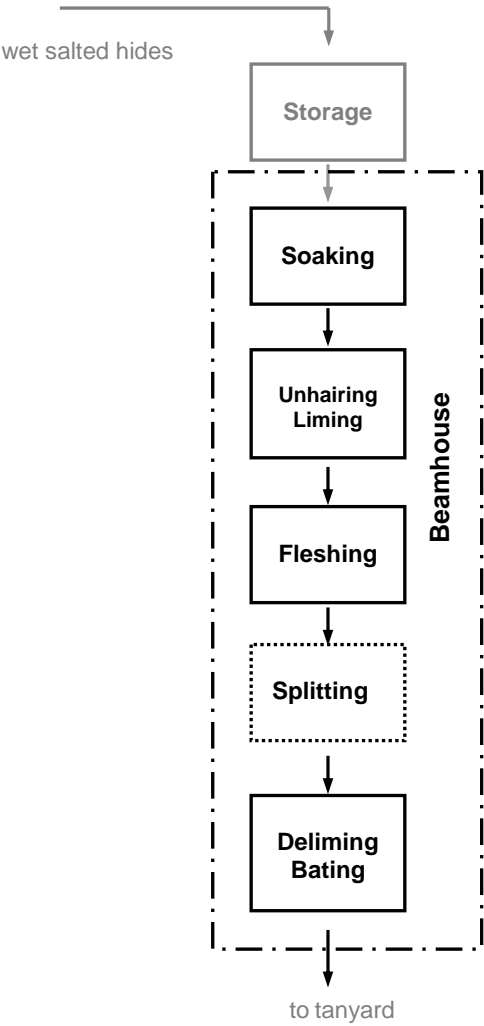 wet salted hides
Storage
Soaking
Unhairing
Liming
Beamhouse
Fleshing
Splitting
Deliming
Bating
to tanyard